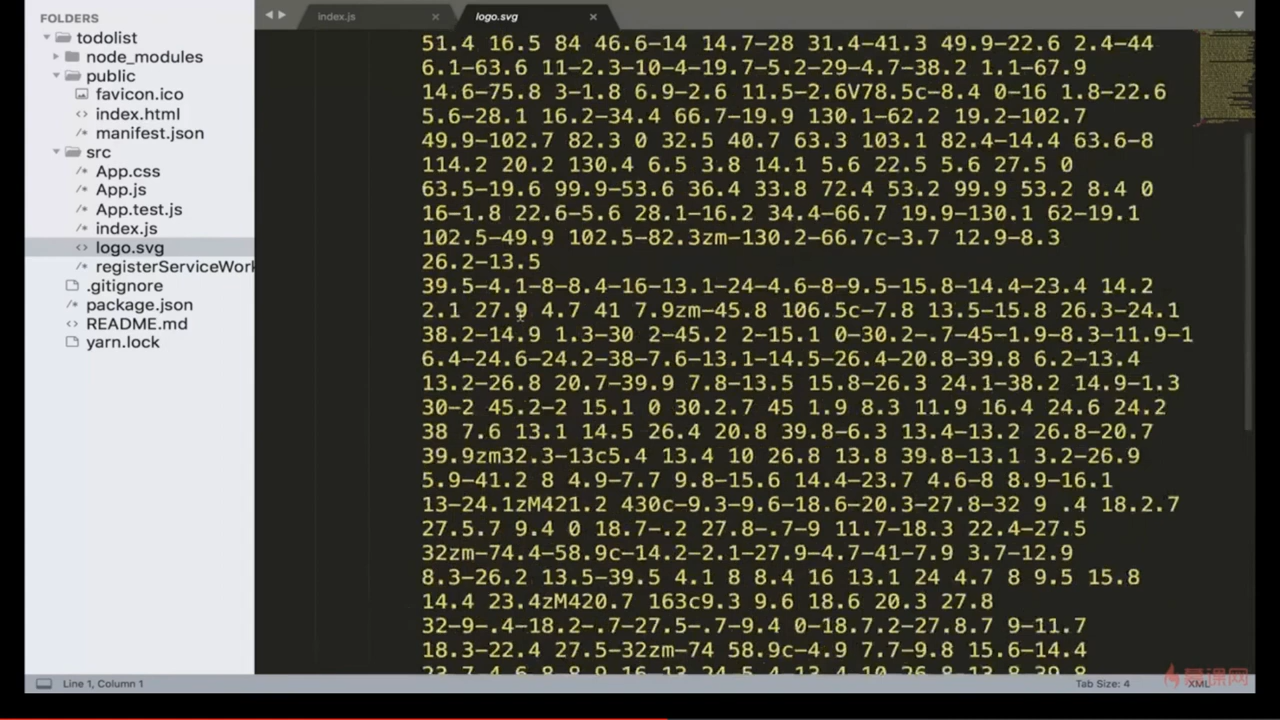 FOLDERS
todolist
node_modules
public
favicon.ico
index.html
manifest.json
src
App.css
App.js
App.test.js
index.js
logo.svg
registerServiceWork
.gitignore
package.json
README.md
yarn.lock
index.js
logo.svg
51.4 16.5 84 46.6-14 14.7-28 31.4-41.3 49.9-22.6 2.4-44
6.1-63.6 11-2.3-10-4-19.7-5.2-29-4.7-38.2 1.1-67.9
14.6-75.8 3-1.8 6.9-2.6 11.5-2.6V78.5c-8.4 0-16 1.8-22.6
5.6-28.1 16.2-34.4 66.7-19.9 130.1-62.2 19.2-102.7
49.9-102.7 82.3 0 32.5 40.7 63.3 103.1 82.4-14.4 63.6-8
114.2 20.2 130.4 6.5 3.8 14.1 5.6 22.5 5.6 27.5 0
63.5-19.6 99.9-53.6 36.4 33.8 72.4 53.2 99.9 53.2 8.4 0
16-1.8 22.6-5.6 28.1-16.2 34.4-66.7 19.9-130.1 62-19.1
102.5-49.9 102.5-82.3zm-130.2-66.7c-3.7 12.9-8.3
26.2-13.5
39.5-4.1-8-8.4-16-13.1-24-4.6-8-9.5-15.8-14.4-23.4 14.2
2.1 27.9 4.7 41 7.9zm-45.8 106.5c-7.8 13.5-15.8 26.3-24.1
38.2-14.9 1.3-30 2-45.2 2-15.1 0-30.2-.7-45-1.9-8.3-11.9-1
6.4-24.6-24.2-38-7.6-13.1-14.5-26.4-20.8-39.8 6.2-13.4
13.2-26.8 20.7-39.9 7.8-13.5 15.8-26.3 24.1-38.2 14.9-1.3
30-2 45.2-2 15.1 0 30.2.7 45 1.9 8.3 11.9 16.4 24.6 24.2
38 7.6 13.1 14.5 26.4 20.8 39.8-6.3 13.4-13.2 26.8-20.7
39.9zm32.3-13c5.4 13.4 10 26.8 13.8 39.8-13.1 3.2-26.9
5.9-41.2 8 4.9-7.7 9.8-15.6 14.4-23.7 4.6-8 8.9-16.1
13-24.1zM421.2 430c-9.3-9.6-18.6-20.3-27.8-32 9 .4 18.2.7
27.5.7 9.4 0 18.7-.2 27.8-.7-9 11.7-18.3 22.4-27.5
32zm-74.4-58.9c-14.2-2.1-27.9-4.7-41-7.9 3.7-12.9
8.3-26.2 13.5-39.5 4.1 8 8.4 16 13.1 24 4.7 8 9.5 15.8
14.4 23.4zM420.7 163c9.3 9.6 18.6 20.3 27.8
32-9-.4-18.2-.7-27.5-.7-9.4 0-18.7.2-27.8.7 9-11.7
18.3-22.4 27.5-32zm-74 58.9c-4.9 7.7-9.8 15.6-14.4
23.7-4.6 8-8.9 16-13 24-5.4-13.4-10-26.8-13.8-39.8
Line 1, Column 1
Tab Size: 4
XML
慕课网